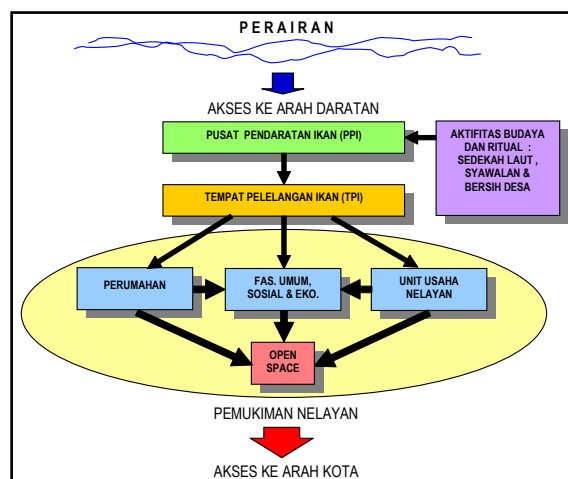 PERAIRAN
AKSES KE ARAH DARATAN
PUSAT PENDARATAN IKAN (PPI)
AKTIFITAS BUDAYA
DAN RITUAL :
SEDEKAH LAUT ,
SYAWALAN &
BERSIH DESA
TEMPAT PELELANGAN IKAN (TPI)
PERUMAHAN
FAS. UMUM,
SOSIAL & EKO.
UNIT USAHA
NELAYAN
OPEN
SPACE
PEMUKIMAN NELAYAN
AKSES KE ARAH KOTA